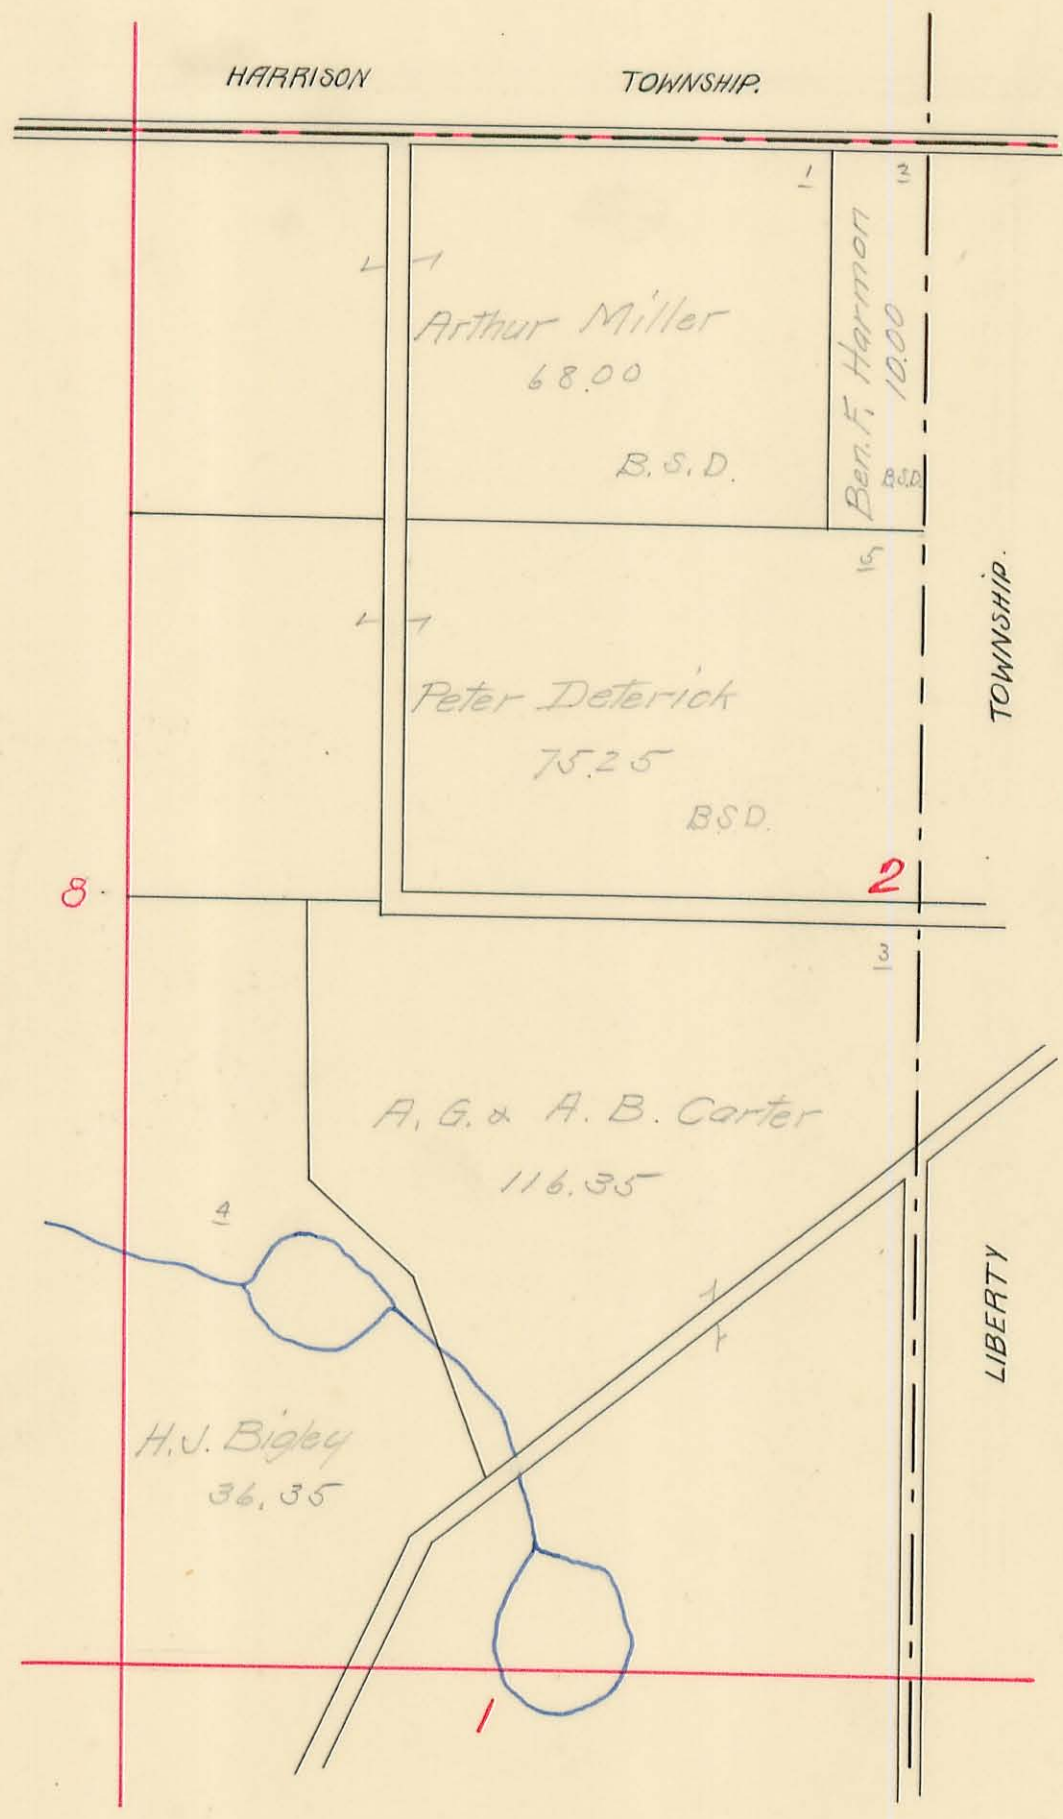 HARRISON TOWNSHIP.
1
2
Arthur Miller
68.00
B.S.D.
Ben. F. Harmon
10.00
B.S.D.
5
TOWNSHIP.
Peter Deterick
75.25
B.S.D.
8
2
3
A. G. & A. B. Carter
116.35
4
LIBERTY
H.J. Bigley
36.35
1